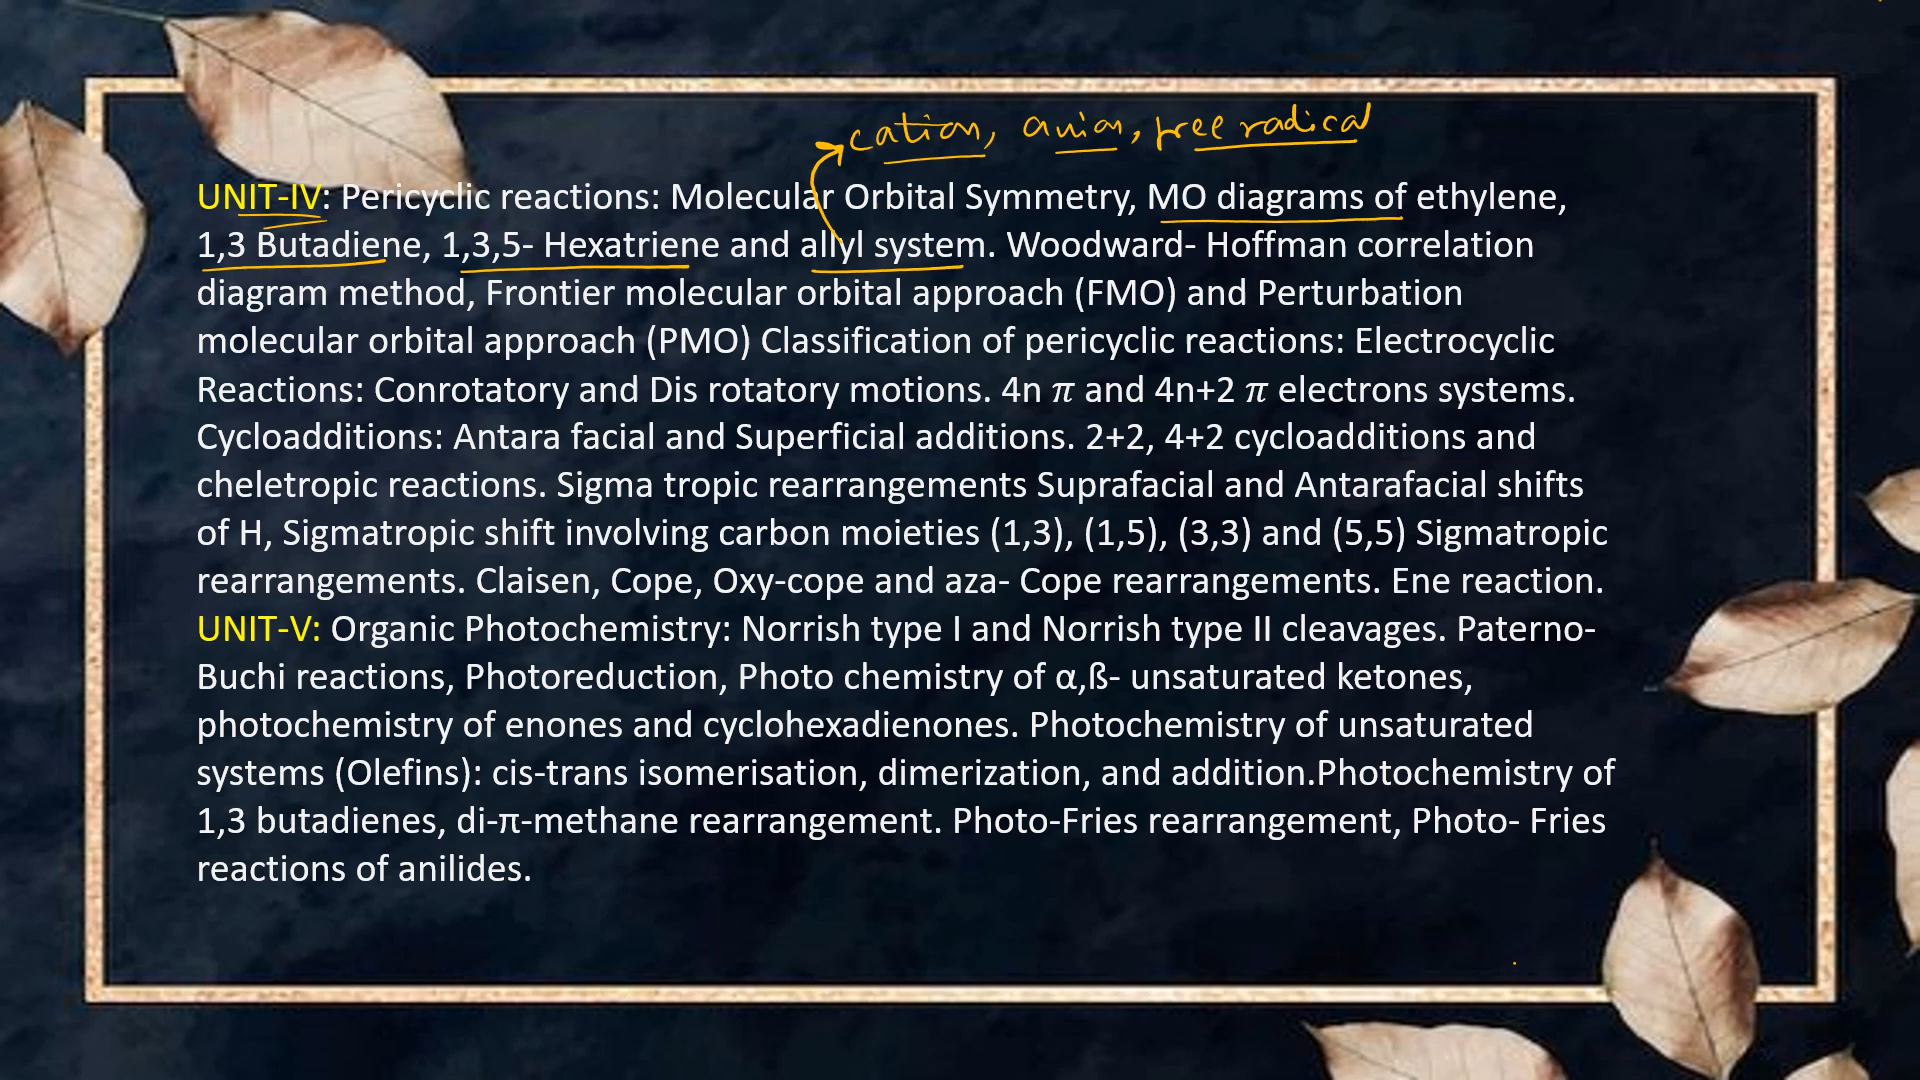 cation, anion, free radical
UNIT-IV: Pericyclic reactions: Molecular Orbital Symmetry, MO diagrams of ethylene,
1,3 Butadiene, 1,3,5- Hexatriene and allyl system. Woodward- Hoffman correlation
diagram method, Frontier molecular orbital approach (FMO) and Perturbation
molecular orbital approach (PMO) Classification of pericyclic reactions: Electrocyclic
Reactions: Conrotatory and Dis rotatory motions. 4n 𝜋 and 4n+2 𝜋 electrons systems.
Cycloadditions: Antara facial and Superficial additions. 2+2, 4+2 cycloadditions and
cheletropic reactions. Sigma tropic rearrangements Suprafacial and Antarafacial shifts
of H, Sigmatropic shift involving carbon moieties (1,3), (1,5), (3,3) and (5,5) Sigmatropic
rearrangements. Claisen, Cope, Oxy-cope and aza- Cope rearrangements. Ene reaction.
UNIT-V: Organic Photochemistry: Norrish type I and Norrish type II cleavages. Paterno-
Buchi reactions, Photoreduction, Photo chemistry of α,ß- unsaturated ketones,
photochemistry of enones and cyclohexadienones. Photochemistry of unsaturated
systems (Olefins): cis-trans isomerisation, dimerization, and addition.Photochemistry of
1,3 butadienes, di-π-methane rearrangement. Photo-Fries rearrangement, Photo- Fries
reactions of anilides.